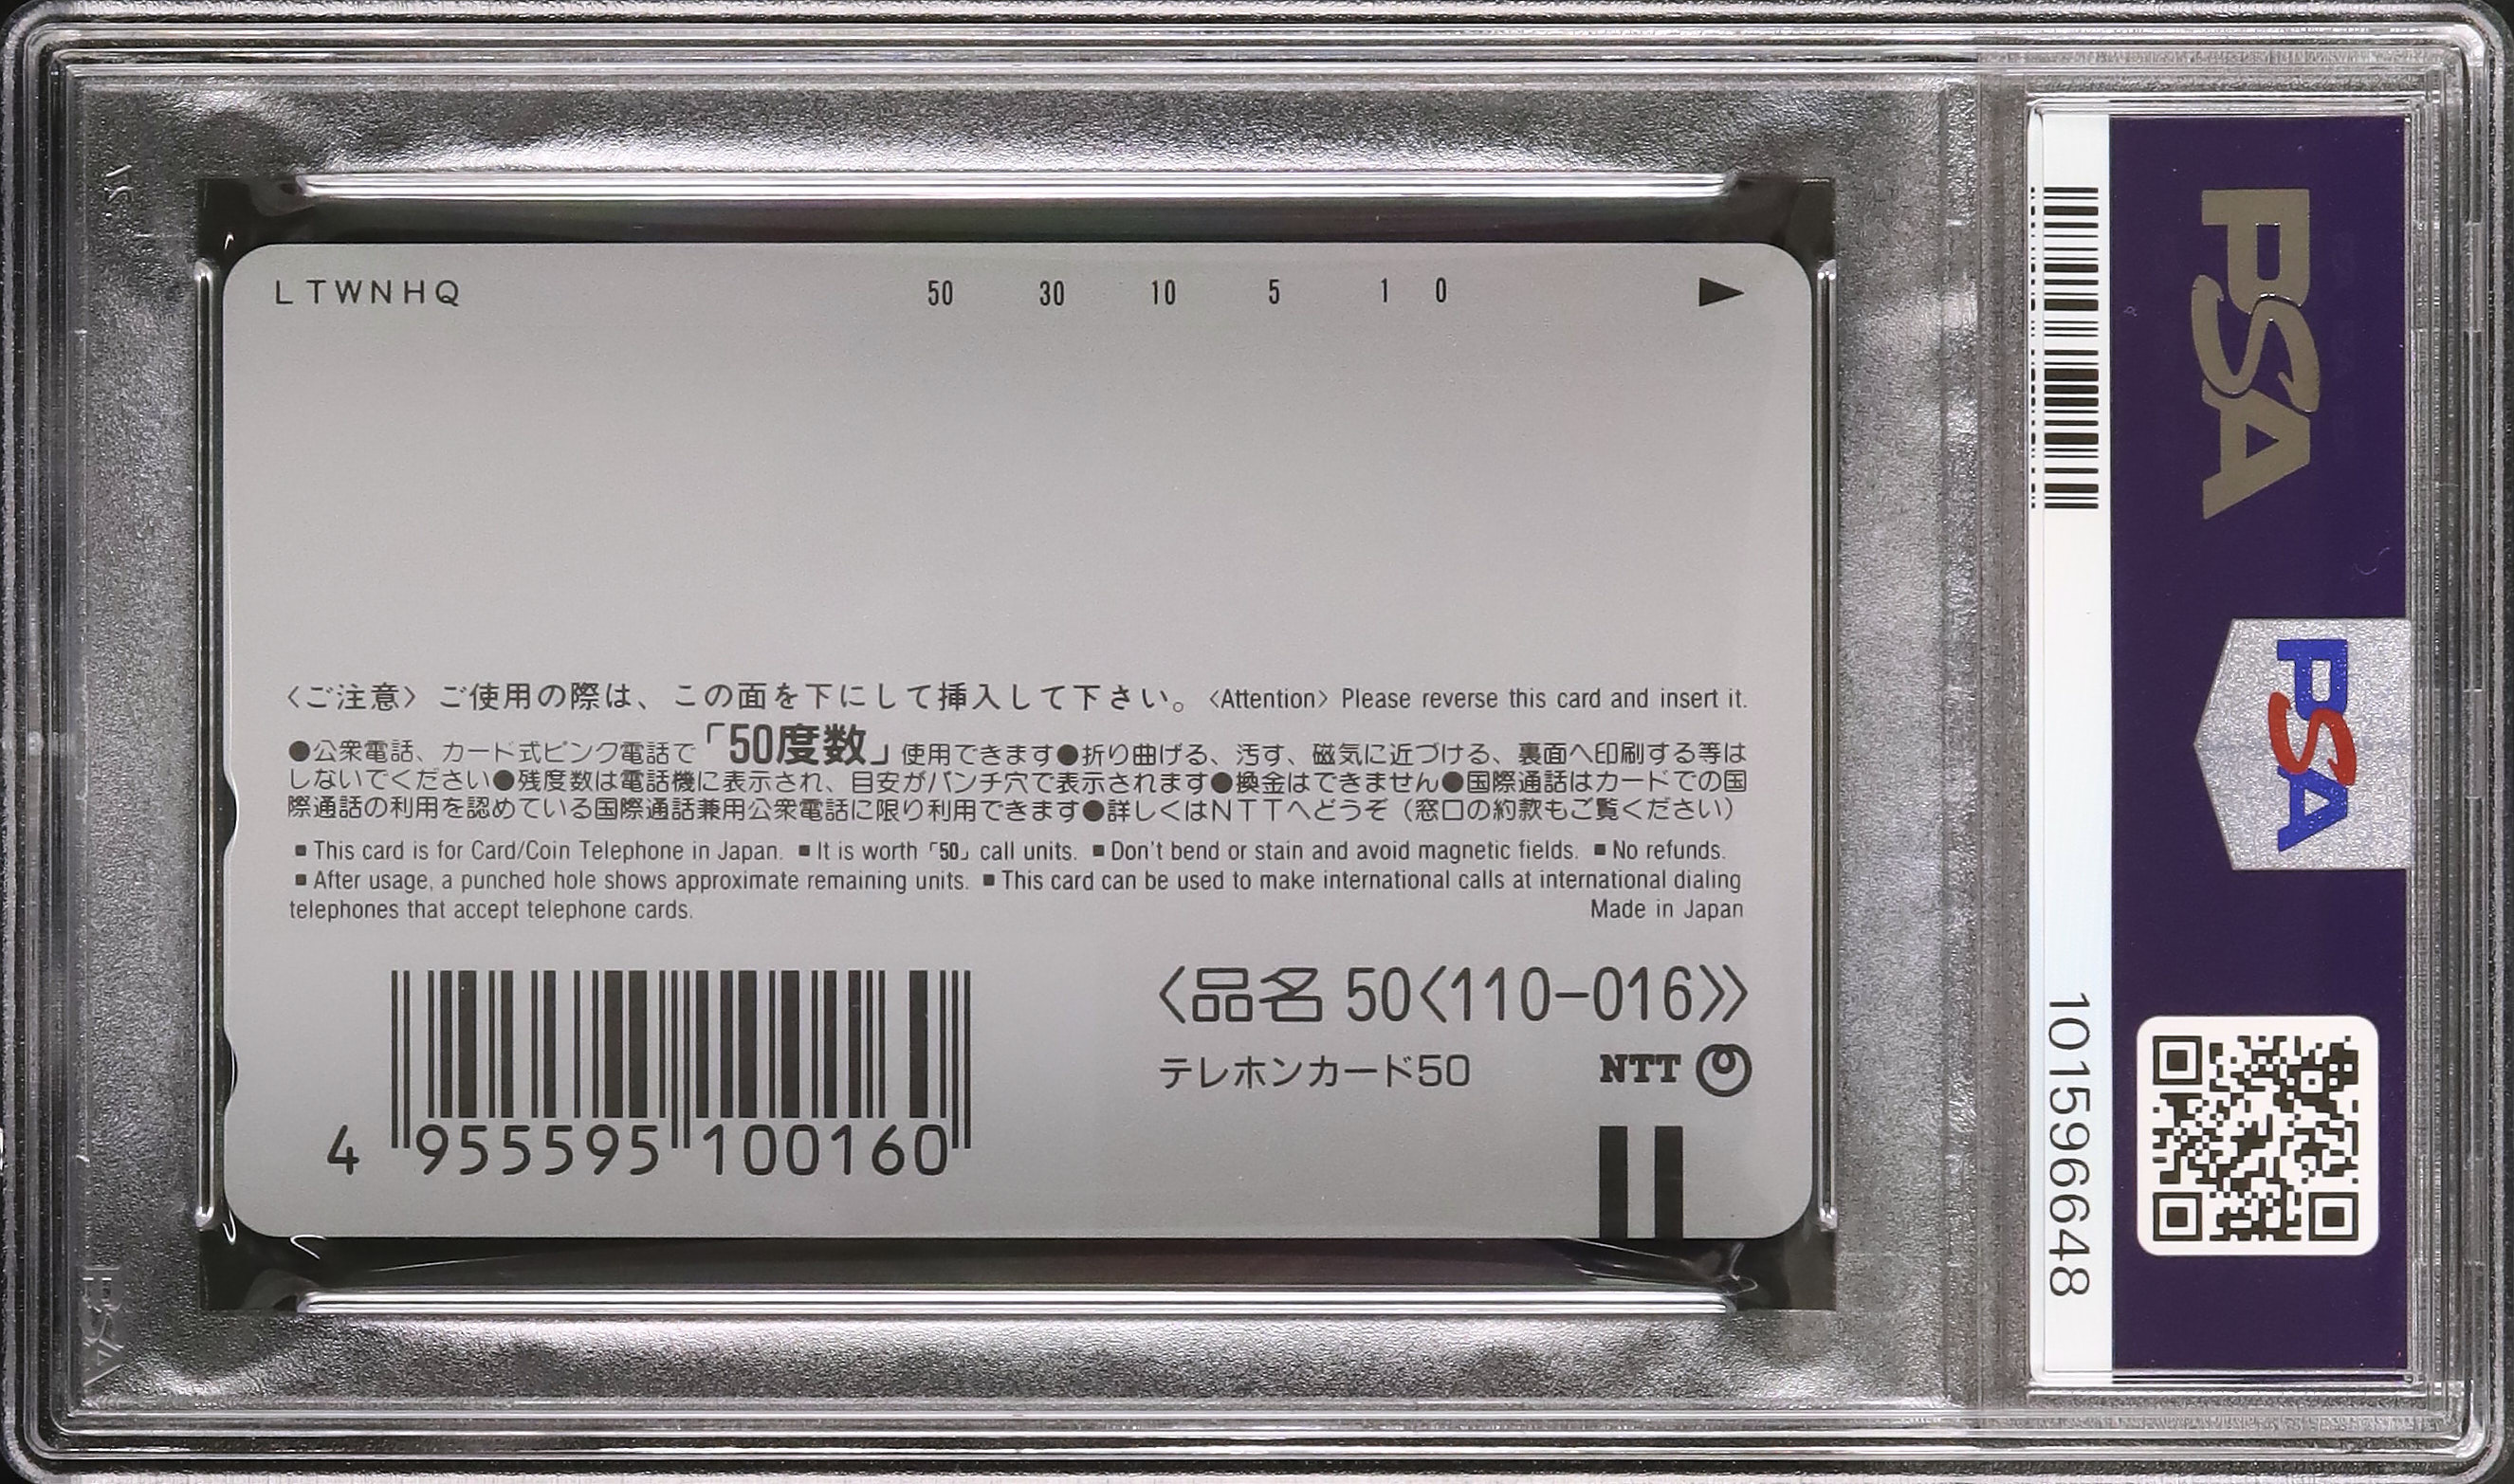 LTWNHQ
50 30 10 5 1 0
〈ご注意〉ご使用の際は、この面を下にして挿入して下さい。〈Attention〉Please reverse this card and insert it.
●公衆電話、カード式ピンク電話で「50度数」使用できます●折り曲げる、汚す、磁気に近づける、裏面へ印刷する等は
しないでください●残度数は電話機に表示され、目安がパンチ穴で表示されます●換金はできません●国際通話はカードでの国
際通話の利用を認めている国際通話兼用公衆電話に限り利用できます●詳しくはNTTへどうぞ（窓口の約款もご覧ください）
▪This card is for Card/Coin Telephone in Japan. ▪It is worth「50」call units. ▪Don't bend or stain and avoid magnetic fields. ▪No refunds.
▪After usage, a punched hole shows approximate remaining units. ▪This card can be used to make international calls at international dialing
telephones that accept telephone cards. Made in Japan
〈品名 50〈110-016〉〉
テレホンカード50 NTT
4 955595 100160
PSA
PSA
101596648
PSA